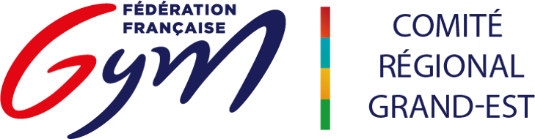 FÉDÉRATION
FRANÇAISE
Gym
COMITÉ
RÉGIONAL
GRAND-EST